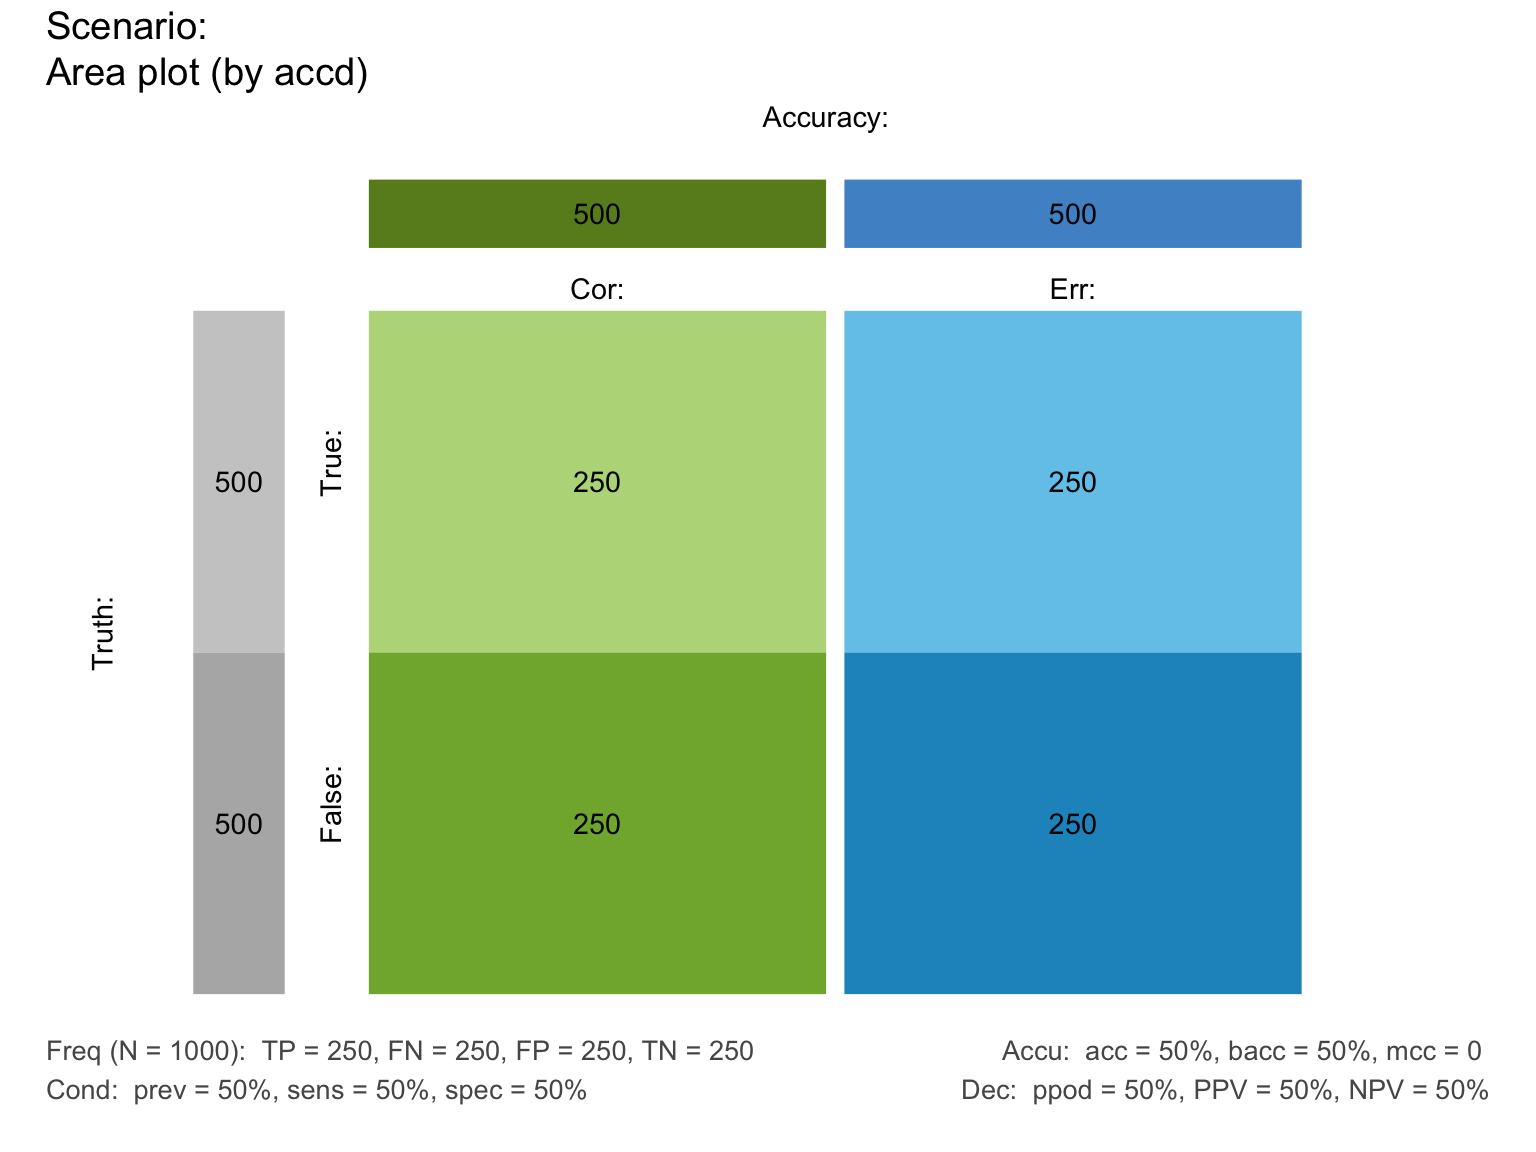 Scenario:
Area plot (by accd)
Accuracy:
500 500
Cor: Err:
Truth:
500 True: 250 250
500 False: 250 250
Freq (N = 1000):  TP = 250, FN = 250, FP = 250, TN = 250
Accu:  acc = 50%, bacc = 50%, mcc = 0
Cond:  prev = 50%, sens = 50%, spec = 50%
Dec:  ppod = 50%, PPV = 50%, NPV = 50%